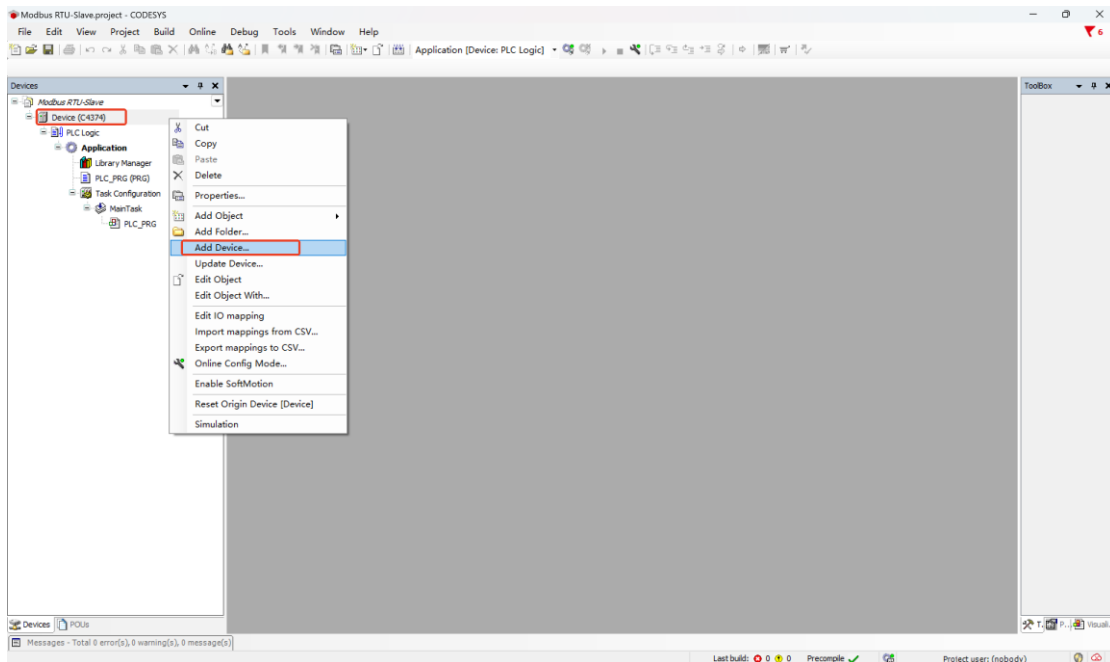 Modbus RTU-Slave.project - CODESYS
File Edit View Project Build Online Debug Tools Window Help
6
Application [Device: PLC Logic]
Devices
ToolBox
Modbus RTU-Slave
Device (C4374)
PLC Logic
Application
Library Manager
PLC_PRG (PRG)
Task Configuration
MainTask
PLC_PRG
Cut
Copy
Paste
Delete
Properties...
Add Object
Add Folder...
Add Device...
Update Device...
Edit Object
Edit Object With...
Edit IO mapping
Import mappings from CSV...
Export mappings to CSV...
Online Config Mode...
Enable SoftMotion
Reset Origin Device [Device]
Simulation
Devices POUs
T. P... Visuali
Messages - Total 0 error(s), 0 warning(s), 0 message(s)
Last build: 0 0 Precompile Project user: (nobody)